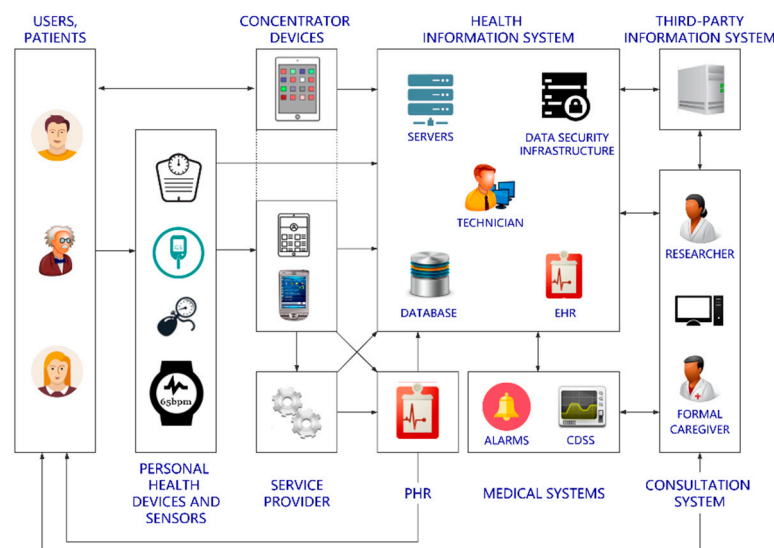 USERS,
PATIENTS
CONCENTRATOR
DEVICES
HEALTH
INFORMATION SYSTEM
THIRD-PARTY
INFORMATION SYSTEM
SERVERS
DATA SECURITY
INFRASTRUCTURE
TECHNICIAN
RESEARCHER
DATABASE
EHR
65bpm
ALARMS
CDSS
FORMAL
CAREGIVER
PERSONAL
HEALTH
DEVICES AND
SENSORS
SERVICE
PROVIDER
PHR
MEDICAL SYSTEMS
CONSULTATION
SYSTEM